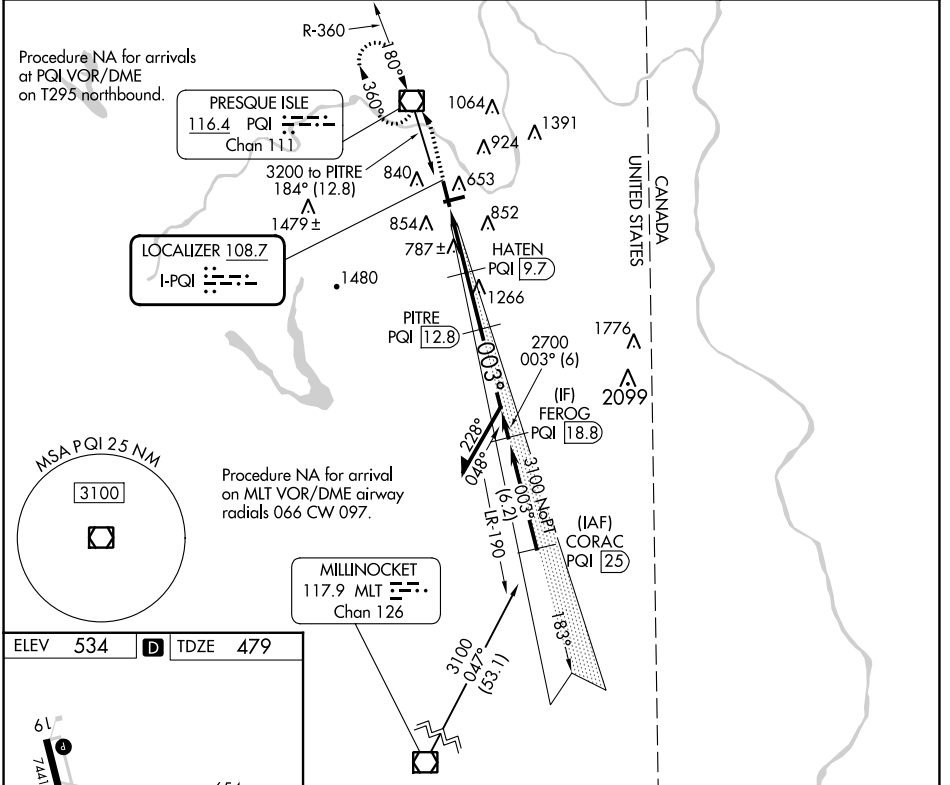 R-360
180°
360°
Procedure NA for arrivals
at PQI VOR/DME
on T295 northbound.
PRESQUE ISLE
116.4 PQI
Chan 111
1064
1391
924
3200 to PITRE
184° (12.8)
840
653
1479 ±
854
852
787 ±
CANADA
UNITED STATES
LOCALIZER 108.7
I-PQI
HATEN
PQI 9.7
1480
1266
PITRE
PQI 12.8
1776
2700
003° (6)
003°
2099
(IF)
FEROG
PQI 18.8
228°
048°
MSA PQI 25 NM
3100
Procedure NA for arrival
on MLT VOR/DME airway
radials 066 CW 097.
3100 NoPT
003°
(6.2)
LR-190
(IAF)
CORAC
PQI 25
MILLINOCKET
117.9 MLT
Chan 126
183°
3100
047°
(53.1)
ELEV 534 D TDZE 479
19
P
7441